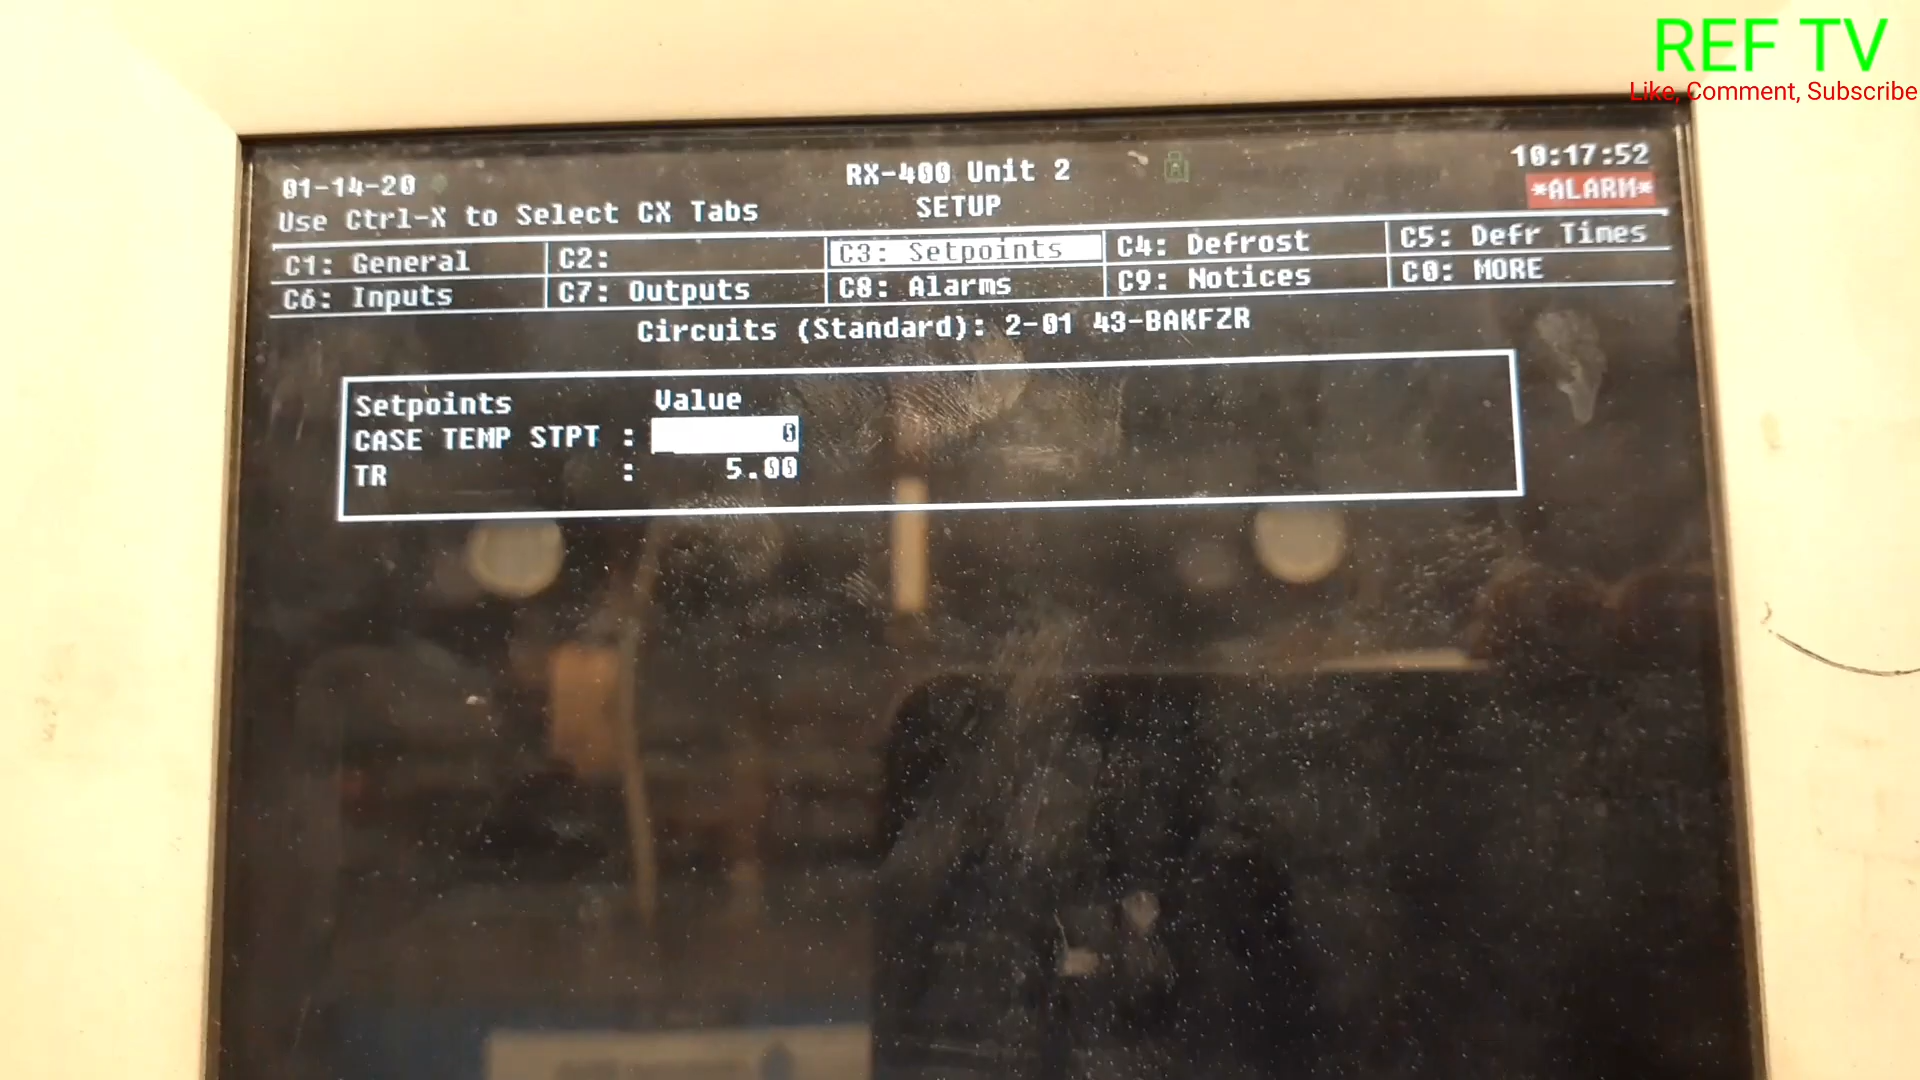 REF TV
Like, Comment, Subscribe
01-14-20
RX-400 Unit 2
10:17:52
Use Ctrl-X to Select CX Tabs
SETUP
*ALARM*
C1: General C2: C3: Setpoints C4: Defrost C5: Defr Times
C6: Inputs C7: Outputs C8: Alarms C9: Notices C0: MORE
Circuits (Standard): 2-01 43-BAKFZR
Setpoints Value
CASE TEMP STPT : 0
TR : 5.00